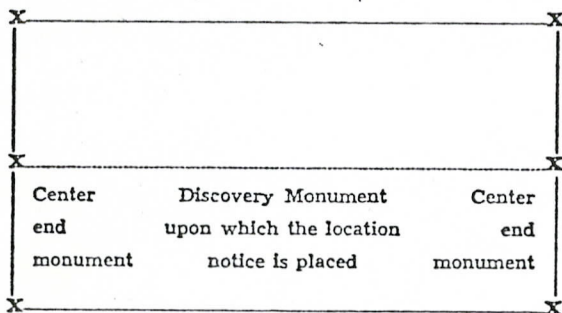 X X
X X
Center Discovery Monument Center
end upon which the location end
monument notice is placed monument
X X